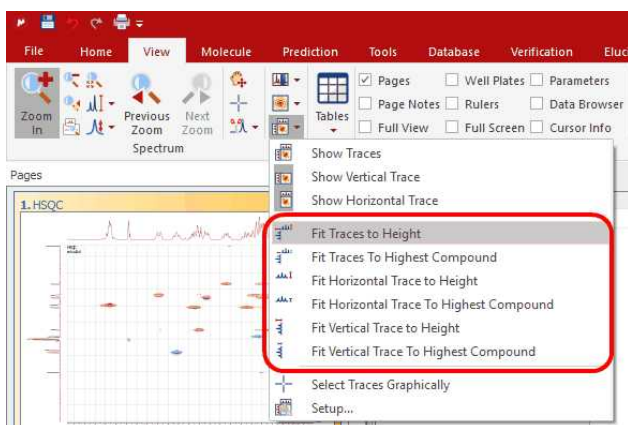 File Home View Molecule Prediction Tools Database Verification Eluc
Zoom In
Previous Zoom
Next Zoom
Spectrum
Tables
Pages Well Plates Parameters
Page Notes Rulers Data Browser
Full View Full Screen Cursor Info
Show Traces
Show Vertical Trace
Show Horizontal Trace
Fit Traces to Height
Fit Traces To Highest Compound
Fit Horizontal Trace to Height
Fit Horizontal Trace To Highest Compound
Fit Vertical Trace to Height
Fit Vertical Trace To Highest Compound
Select Traces Graphically
Setup...
Pages
1. HSQC